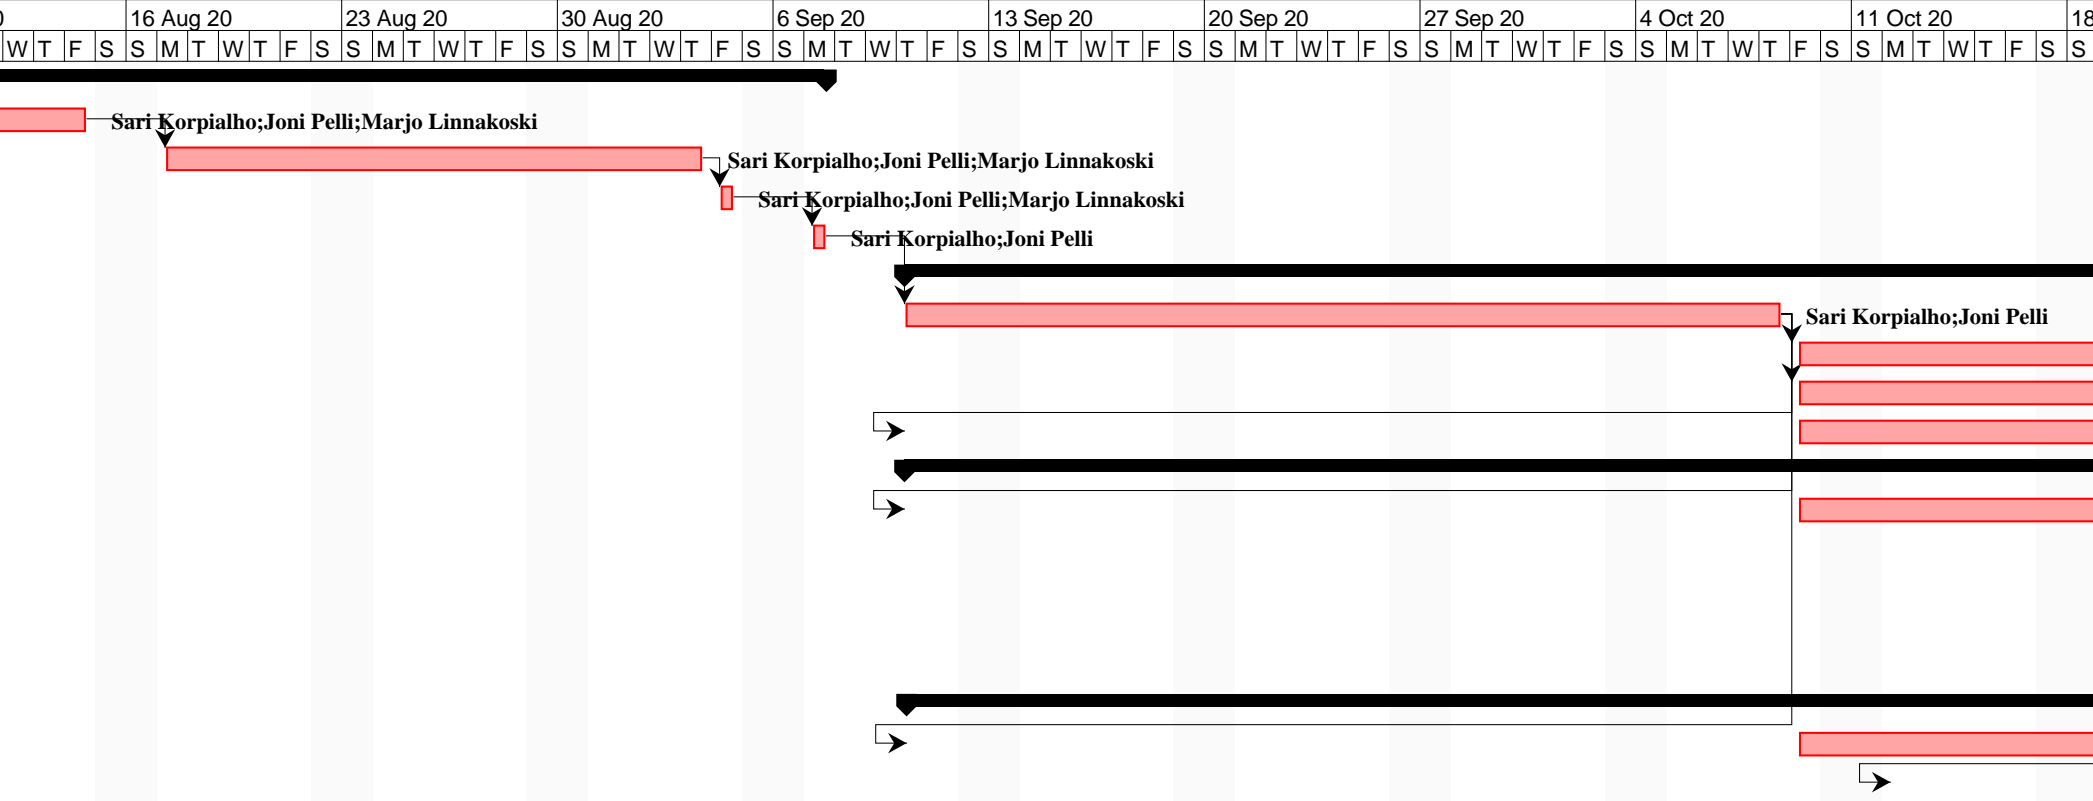 0 16 Aug 20 23 Aug 20 30 Aug 20 6 Sep 20 13 Sep 20 20 Sep 20 27 Sep 20 4 Oct 20 11 Oct 20 18
W T F S S M T W T F S S M T W T F S S M T W T F S S M T W T F S S M T W T F S S M T W T F S S M T W T F S S M T W T F S S M T W T F S S
Sari Korpialho;Joni Pelli;Marjo Linnakoski
Sari Korpialho;Joni Pelli;Marjo Linnakoski
Sari Korpialho;Joni Pelli;Marjo Linnakoski
Sari Korpialho;Joni Pelli
Sari Korpialho;Joni Pelli